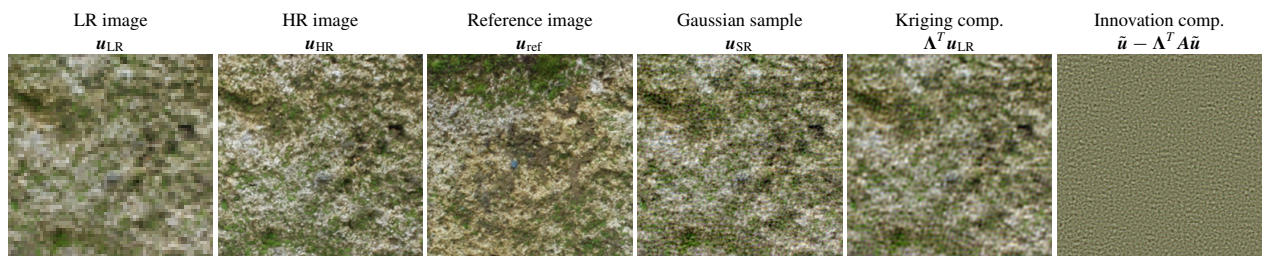 LR image HR image Reference image Gaussian sample Kriging comp. Innovation comp.
𝒖_LR 𝒖_HR 𝒖_ref 𝒖_SR 𝚲^T 𝒖_LR 𝒖̃ − 𝚲^T 𝑨𝒖̃